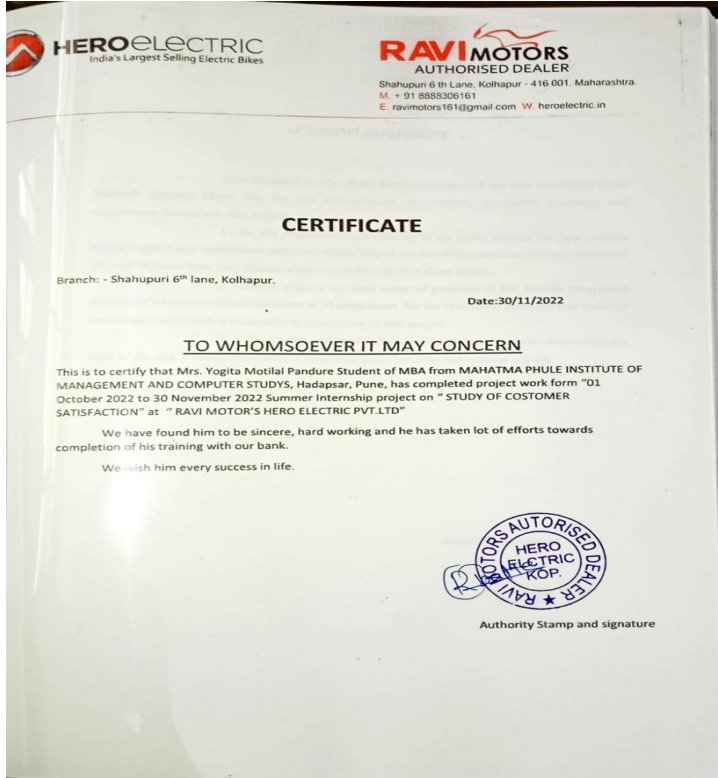 HERO ELECTRIC
India's Largest Selling Electric Bikes
RAVI MOTORS
AUTHORISED DEALER
Shahupuri 6 th Lane, Kolhapur - 416 001. Maharashtra.
M. + 91 8888306161
E. ravimotors161@gmail.com W. heroelectric.in
ACKNOWLEDGEMENT
CERTIFICATE
Branch: - Shahupuri 6th lane, Kolhapur.
Date:30/11/2022
TO WHOMSOEVER IT MAY CONCERN
This is to certify that Mrs. Yogita Motilal Pandure Student of MBA from MAHATMA PHULE INSTITUTE OF
MANAGEMENT AND COMPUTER STUDYS, Hadapsar, Pune, has completed project work form "01
October 2022 to 30 November 2022 Summer Internship project on " STUDY OF COSTOMER
SATISFACTION" at " RAVI MOTOR'S HERO ELECTRIC PVT.LTD"
We have found him to be sincere, hard working and he has taken lot of efforts towards
completion of his training with our bank.
We wish him every success in life.
RAVI MOTORS AUTORISED DEALER
HERO
ELCTRIC
KOP.
Authority Stamp and signature